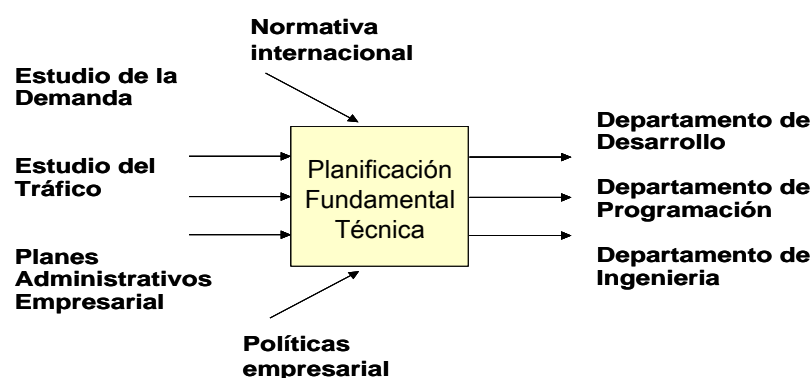 Normativa
internacional
Estudio de la
Demanda
Estudio del
Tráfico
Planes
Administrativos
Empresarial
Planificación
Fundamental
Técnica
Políticas
empresarial
Departamento de
Desarrollo
Departamento de
Programación
Departamento de
Ingenieria